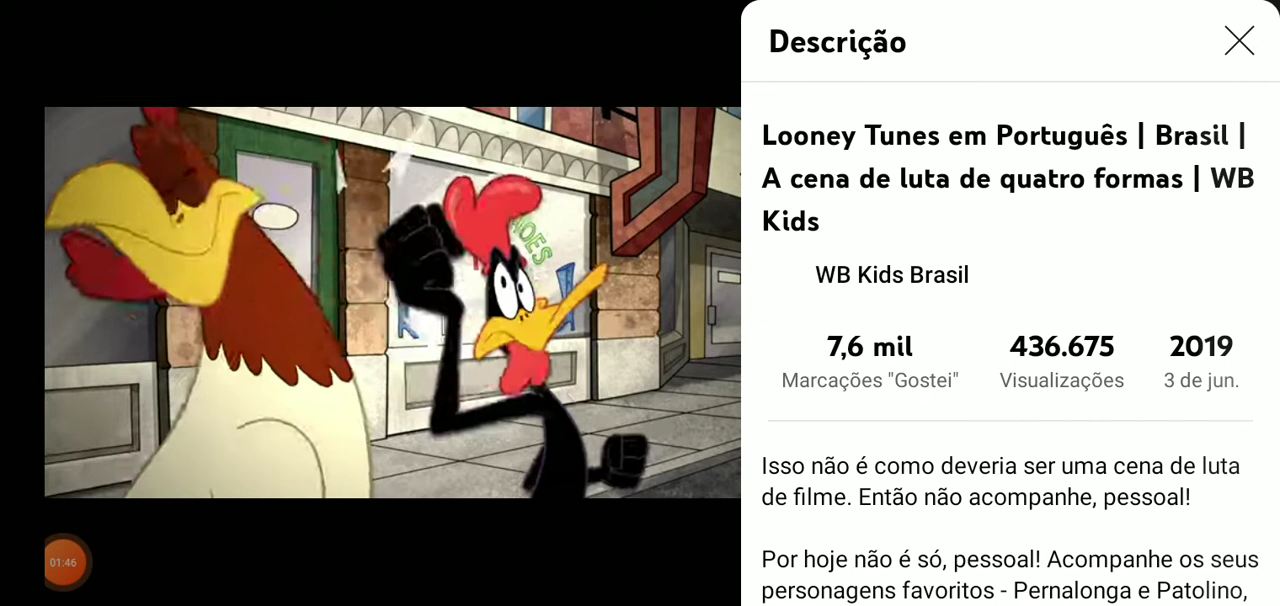 Descrição
Looney Tunes em Português | Brasil |
A cena de luta de quatro formas | WB
Kids
WB Kids Brasil
7,6 mil
436.675
2019
Marcações "Gostei"
Visualizações
3 de jun.
Isso não é como deveria ser uma cena de luta
de filme. Então não acompanhe, pessoal!
Por hoje não é só, pessoal! Acompanhe os seus
personagens favoritos - Pernalonga e Patolino,
01:46